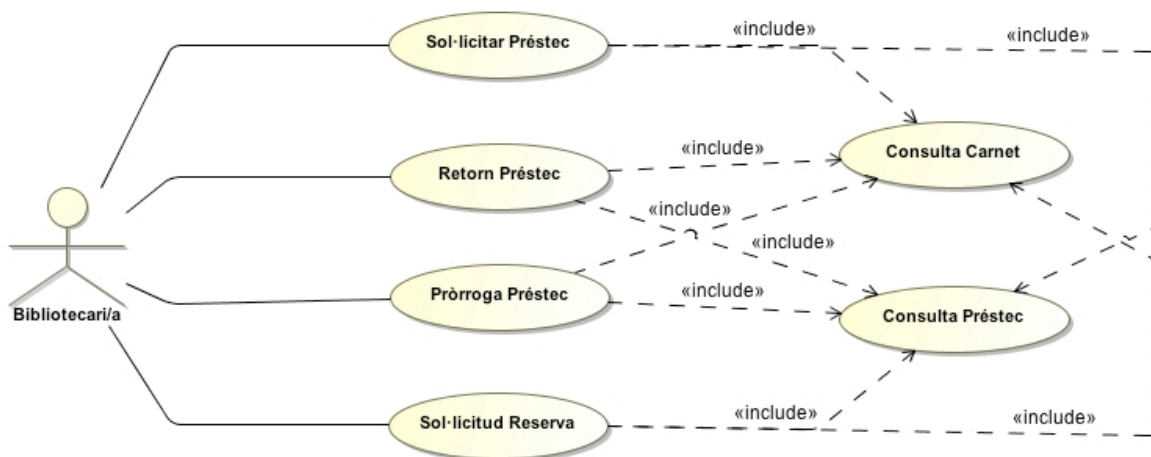 «include»
«include»
Sol·licitar Préstec
«include»
Consulta Carnet
Retorn Préstec
«include»
«include»
Pròrroga Préstec
«include»
Bibliotecari/a
Consulta Préstec
«include»
«include»
Sol·licitud Reserva